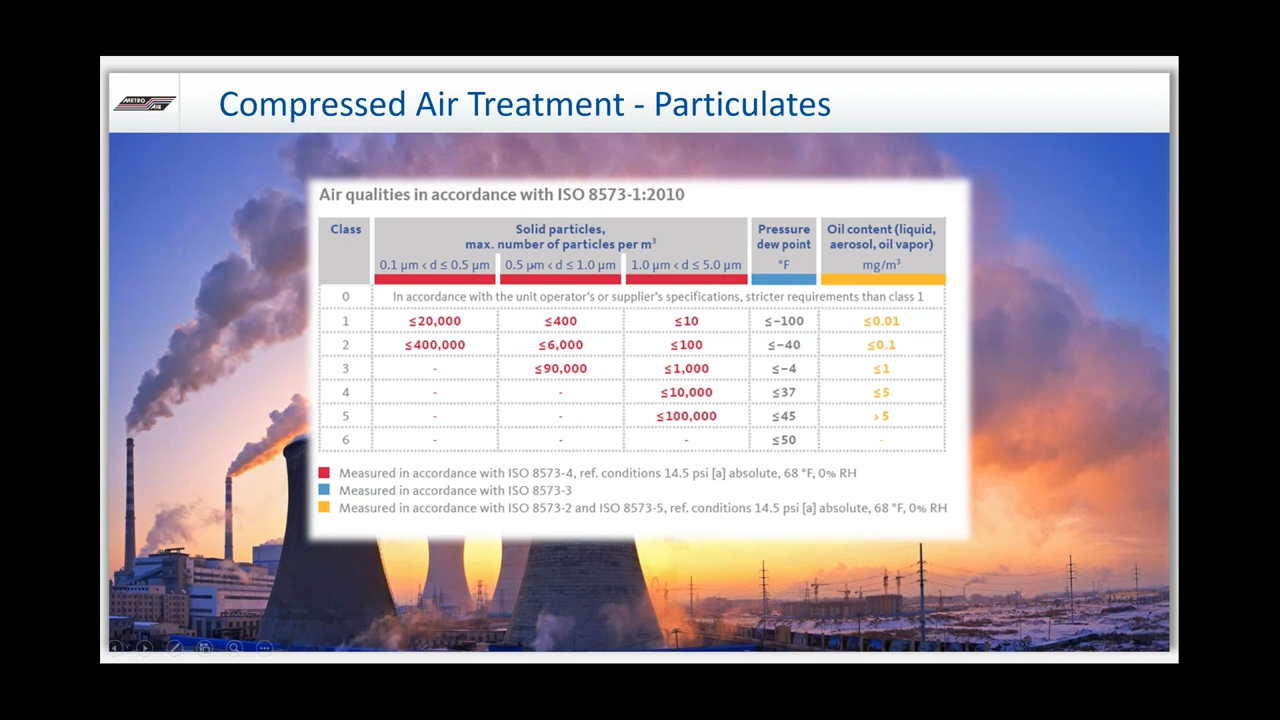 METRO AIR
Compressed Air Treatment - Particulates
Air qualities in accordance with ISO 8573-1:2010
Class
Solid particles,
max. number of particles per m³
Pressure
dew point
Oil content (liquid,
aerosol, oil vapor)
0.1 µm < d ≤ 0.5 µm 0.5 µm < d ≤ 1.0 µm 1.0 µm < d ≤ 5.0 µm °F mg/m³
0 In accordance with the unit operator's or supplier's specifications, stricter requirements than class 1
1 ≤20,000 ≤400 ≤10 ≤-100 ≤0.01
2 ≤400,000 ≤6,000 ≤100 ≤-40 ≤0.1
3 - ≤90,000 ≤1,000 ≤-4 ≤1
4 - - ≤10,000 ≤37 ≤5
5 - - ≤100,000 ≤45 >5
6 - - - ≤50 -
Measured in accordance with ISO 8573-4, ref. conditions 14.5 psi [a] absolute, 68 °F, 0% RH
Measured in accordance with ISO 8573-3
Measured in accordance with ISO 8573-2 and ISO 8573-5, ref. conditions 14.5 psi [a] absolute, 68 °F, 0% RH